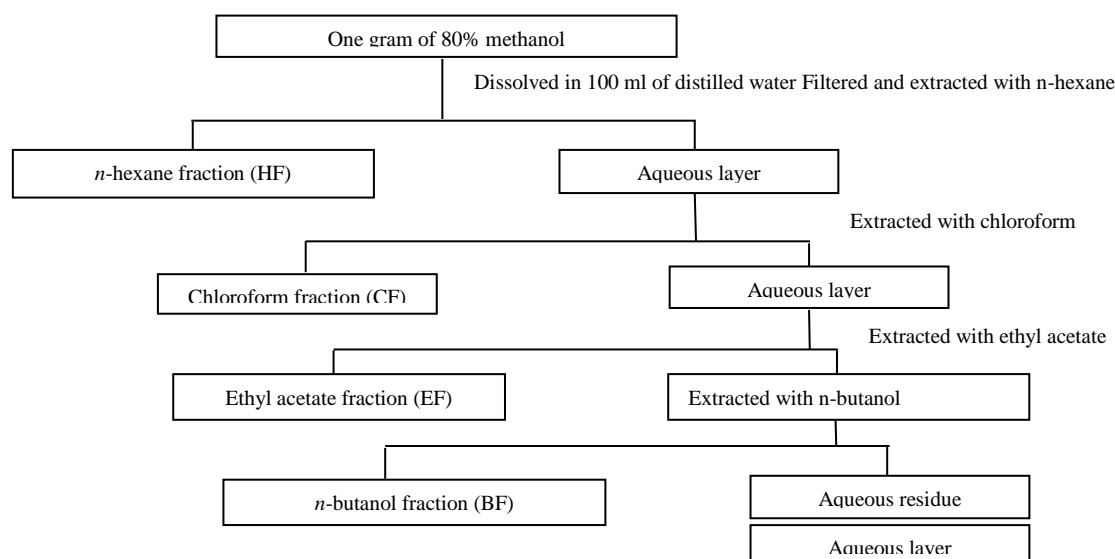 One gram of 80% methanol
Dissolved in 100 ml of distilled water Filtered and extracted with n-hexane
n-hexane fraction (HF)
Aqueous layer
Extracted with chloroform
Chloroform fraction (CF)
Aqueous layer
Extracted with ethyl acetate
Ethyl acetate fraction (EF)
Extracted with n-butanol
n-butanol fraction (BF)
Aqueous residue
Aqueous layer